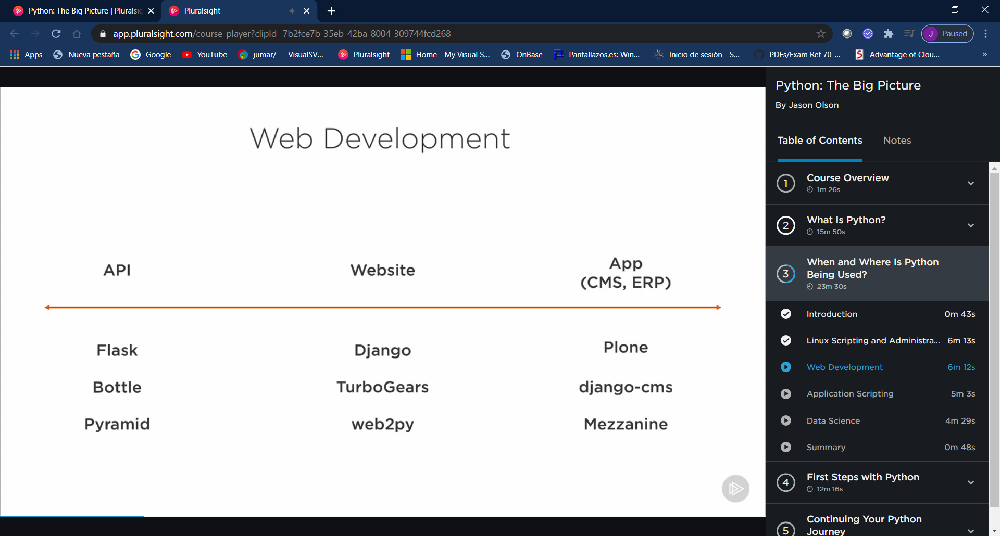 Python: The Big Picture | Pluralsig
Pluralsight
app.pluralsight.com/course-player?clipId=7b2fce7b-35eb-42ba-8004-309744fcd268
J Paused
Apps
Nueva pestaña
Google
YouTube
jumar/ — VisualSV...
Pluralsight
Home - My Visual S...
OnBase
Pantallazos.es: Win...
Inicio de sesión - S...
PDFs/Exam Ref 70-...
Advantage of Clou...
»
Web Development
API
Website
App
(CMS, ERP)
Flask
Django
Plone
Bottle
TurboGears
django-cms
Pyramid
web2py
Mezzanine
Python: The Big Picture
By Jason Olson
Table of Contents
Notes
1 Course Overview
1m 26s
2 What Is Python?
15m 50s
3 When and Where Is Python
Being Used?
23m 30s
Introduction 0m 43s
Linux Scripting and Administra... 6m 13s
Web Development 6m 12s
Application Scripting 5m 3s
Data Science 4m 29s
Summary 0m 48s
4 First Steps with Python
12m 16s
5 Continuing Your Python
Journey